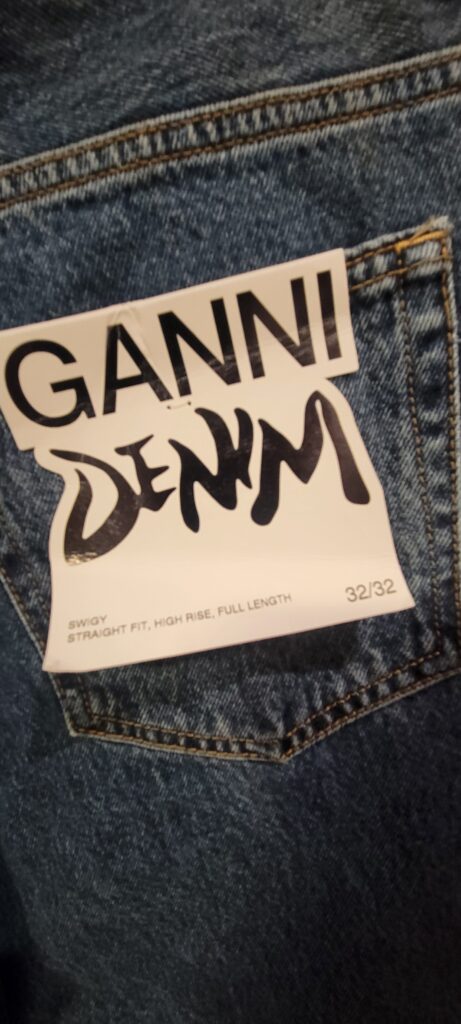 GANNI
DENIM
SWIGY
STRAIGHT FIT, HIGH RISE, FULL LENGTH
32/32